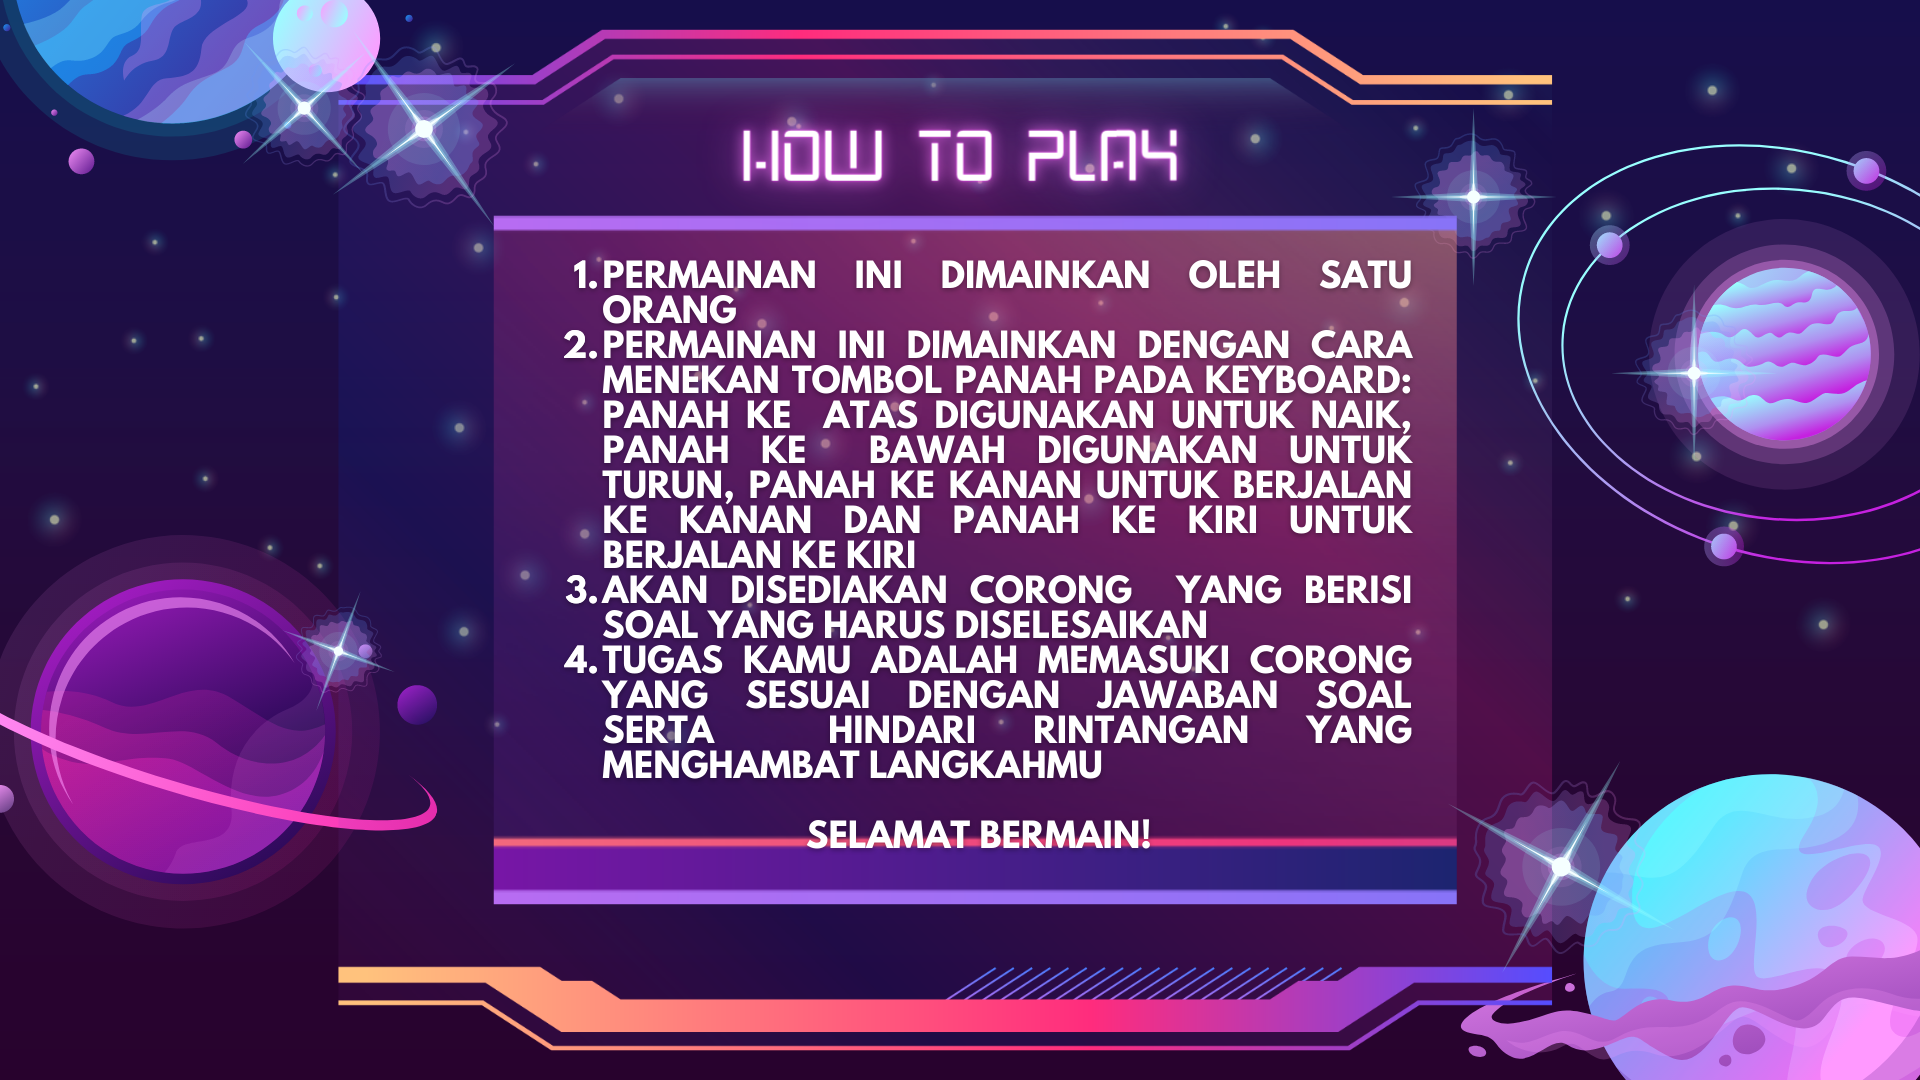 HOW TO PLAY
1. PERMAINAN INI DIMAINKAN OLEH SATU
ORANG
2. PERMAINAN INI DIMAINKAN DENGAN CARA
MENEKAN TOMBOL PANAH PADA KEYBOARD:
PANAH KE ATAS DIGUNAKAN UNTUK NAIK,
PANAH KE BAWAH DIGUNAKAN UNTUK
TURUN, PANAH KE KANAN UNTUK BERJALAN
KE KANAN DAN PANAH KE KIRI UNTUK
BERJALAN KE KIRI
3. AKAN DISEDIAKAN CORONG YANG BERISI
SOAL YANG HARUS DISELESAIKAN
4. TUGAS KAMU ADALAH MEMASUKI CORONG
YANG SESUAI DENGAN JAWABAN SOAL
SERTA HINDARI RINTANGAN YANG
MENGHAMBAT LANGKAHMU
SELAMAT BERMAIN!